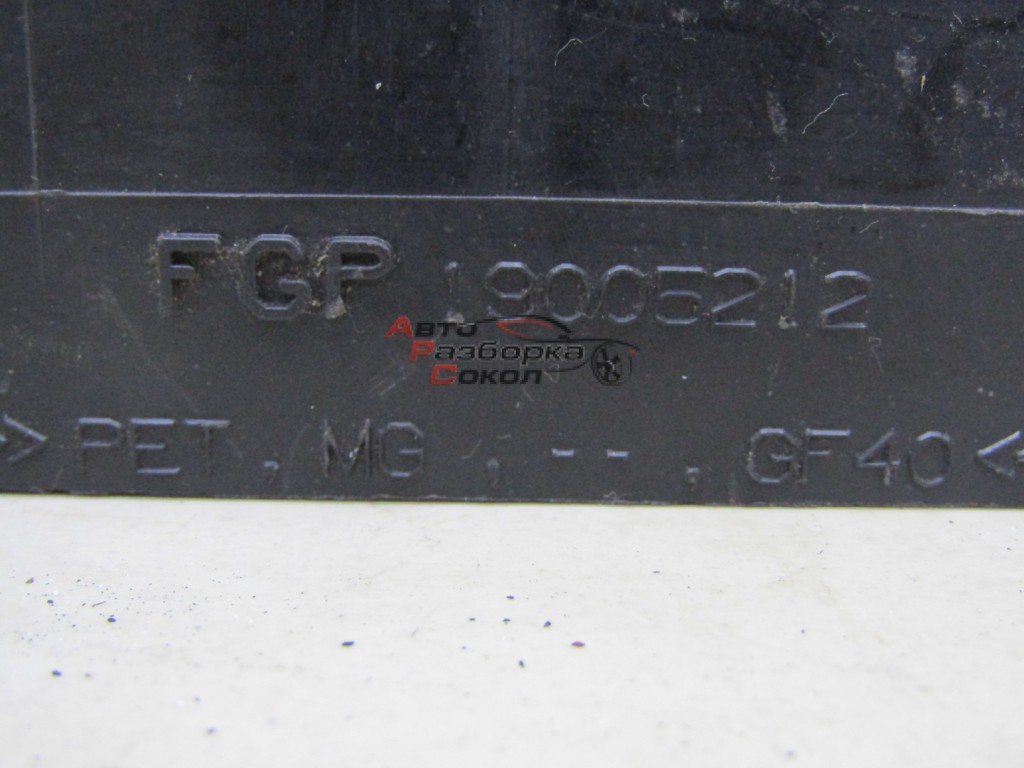 FGP 19005212
Авто
Разборка
Сокол
>PET, MG, --, GF40<